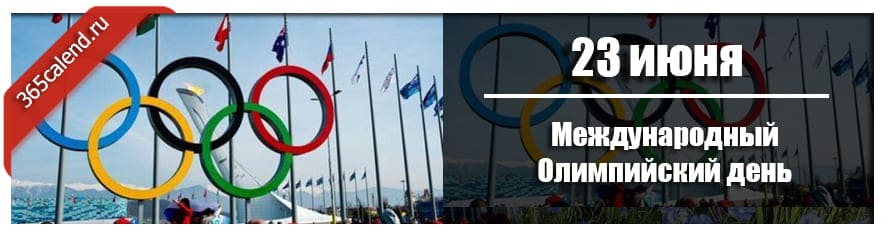 365calend.ru
23 июня
Международный
Олимпийский день